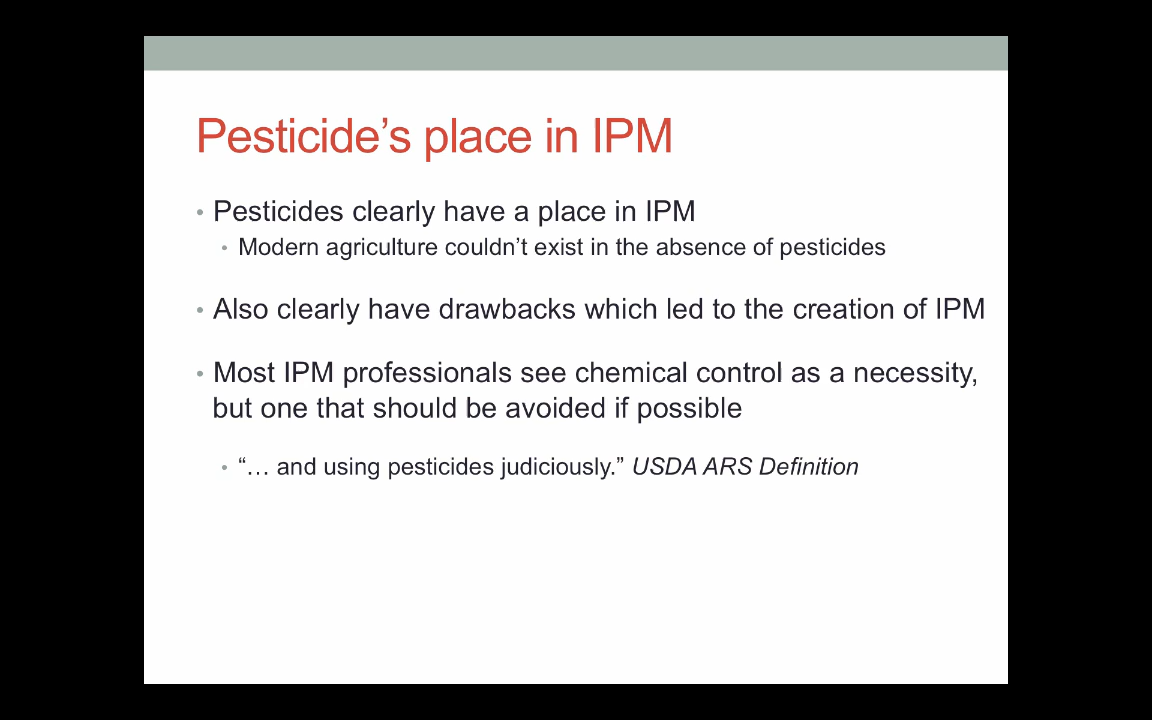 Pesticide’s place in IPM
• Pesticides clearly have a place in IPM
• Modern agriculture couldn’t exist in the absence of pesticides
• Also clearly have drawbacks which led to the creation of IPM
• Most IPM professionals see chemical control as a necessity,
but one that should be avoided if possible
• “… and using pesticides judiciously.” USDA ARS Definition